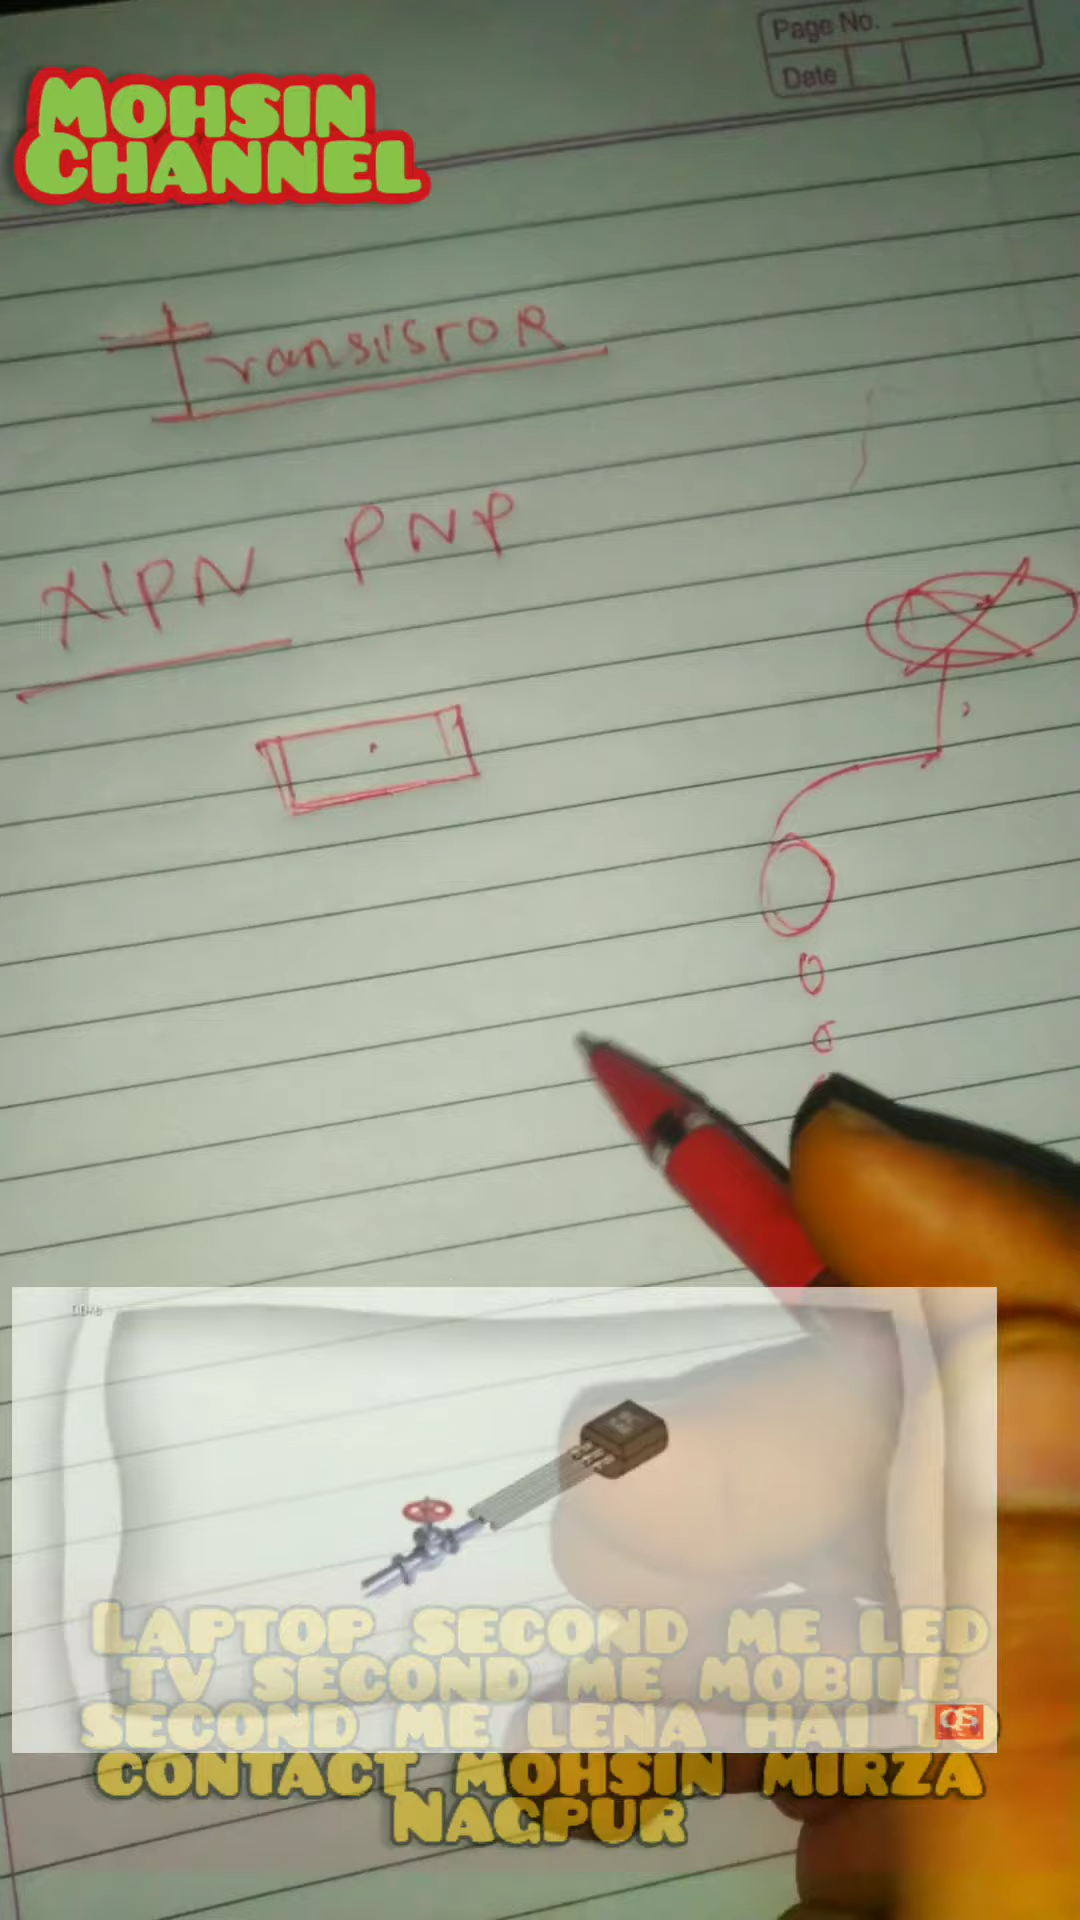 Page No.
Date
MOHSIN
CHANNEL
TransisTOR
PNP
LAPTOP SECOND ME LED
TV SECOND ME MOBILE
SECOND ME LENA HAI TO
CONTACT MOHSIN MIRZA
NAGPUR
QS